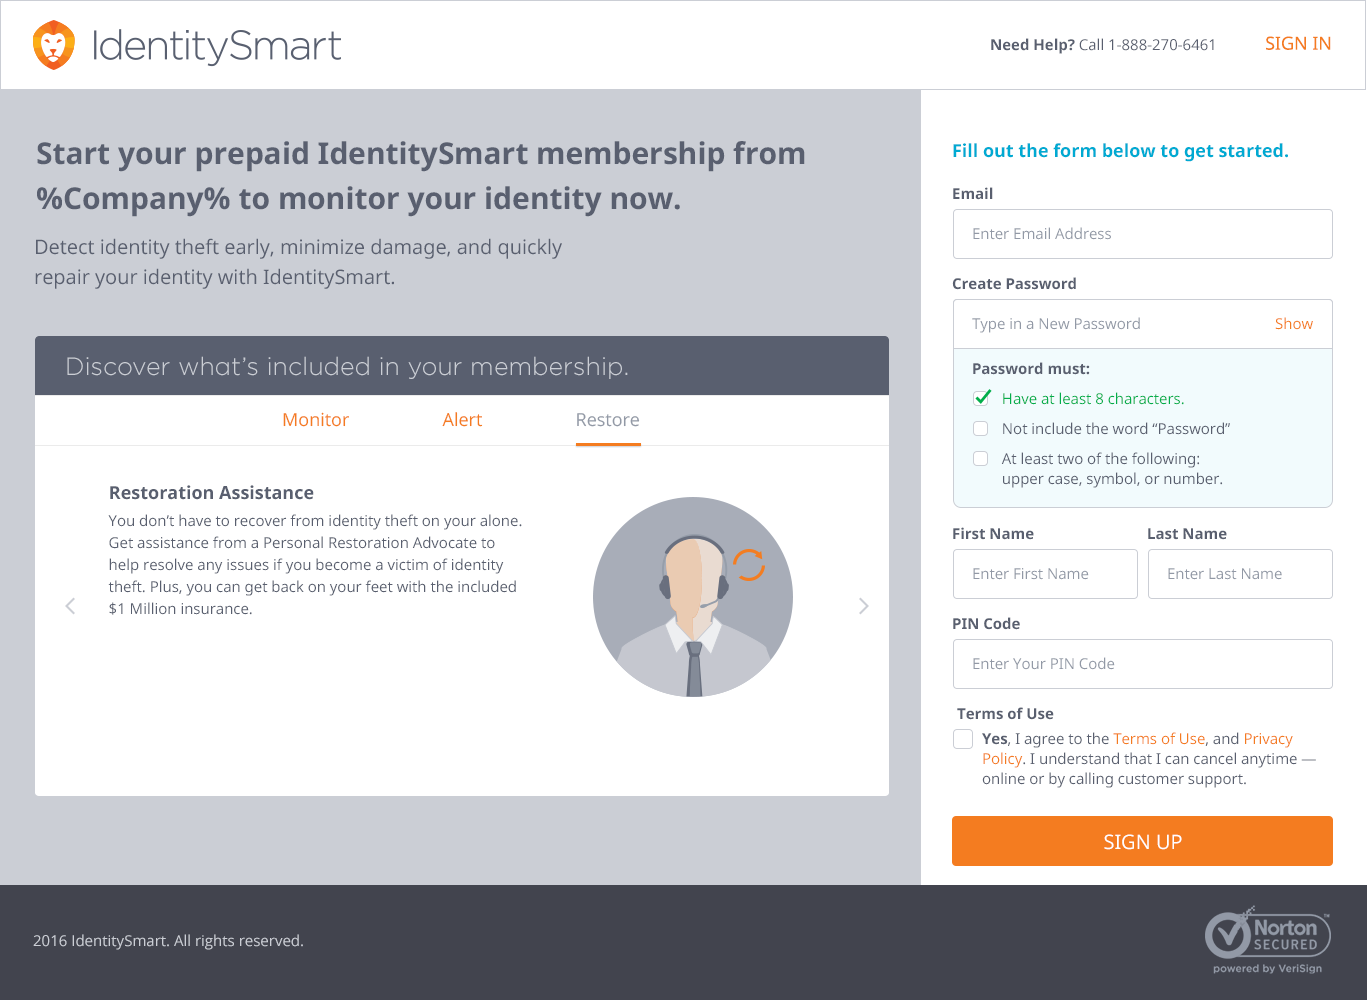 IdentitySmart
Need Help? Call 1-888-270-6461
SIGN IN
Start your prepaid IdentitySmart membership from
%Company% to monitor your identity now.
Detect identity theft early, minimize damage, and quickly
repair your identity with IdentitySmart.
Discover what’s included in your membership.
Monitor
Alert
Restore
Restoration Assistance
You don’t have to recover from identity theft on your alone.
Get assistance from a Personal Restoration Advocate to
help resolve any issues if you become a victim of identity
theft. Plus, you can get back on your feet with the included
$1 Million insurance.
Fill out the form below to get started.
Email
Enter Email Address
Create Password
Type in a New Password
Show
Password must:
Have at least 8 characters.
Not include the word “Password”
At least two of the following:
upper case, symbol, or number.
First Name
Last Name
Enter First Name
Enter Last Name
PIN Code
Enter Your PIN Code
Terms of Use
Yes, I agree to the Terms of Use, and Privacy
Policy. I understand that I can cancel anytime —
online or by calling customer support.
SIGN UP
2016 IdentitySmart. All rights reserved.
Norton™
SECURED
powered by VeriSign